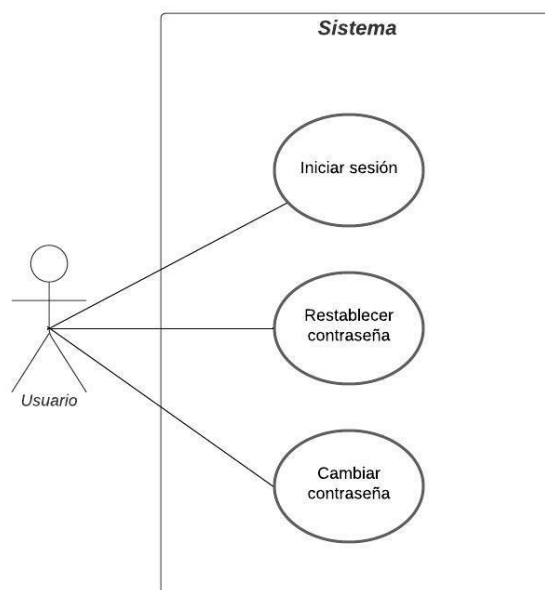 Sistema
Iniciar sesión
Restablecer
contraseña
Usuario
Cambiar
contraseña